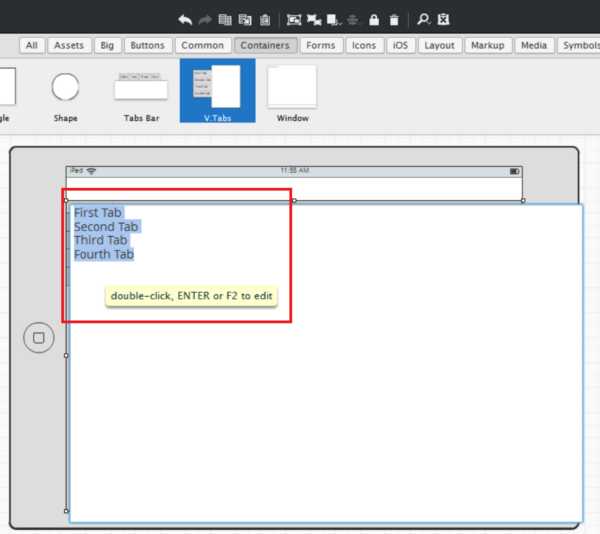 All Assets Big Buttons Common Containers Forms Icons iOS Layout Markup Media Symbols
gle Shape Tabs Bar V.Tabs Window
iPad 11:55 AM
First Tab
Second Tab
Third Tab
Fourth Tab
double-click, ENTER or F2 to edit